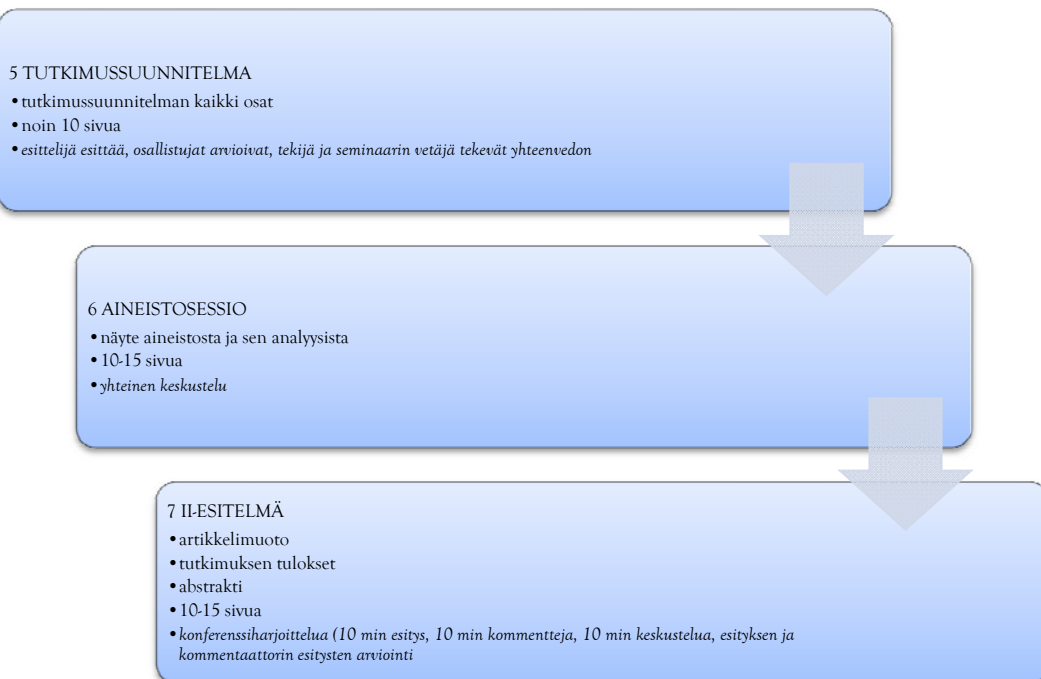 5 TUTKIMUSSUUNNITELMA
•tutkimussuunnitelman kaikki osat
•noin 10 sivua
•esittelijä esittää, osallistujat arvioivat, tekijä ja seminaarin vetäjä tekevät yhteenvedon
6 AINEISTOSESSIO
•näyte aineistosta ja sen analyysista
•10-15 sivua
•yhteinen keskustelu
7 II-ESITELMÄ
•artikkelimuoto
•tutkimuksen tulokset
•abstrakti
•10-15 sivua
•konferenssiharjoittelua (10 min esitys, 10 min kommentteja, 10 min keskustelua, esityksen ja
kommentaattorin esitysten arviointi